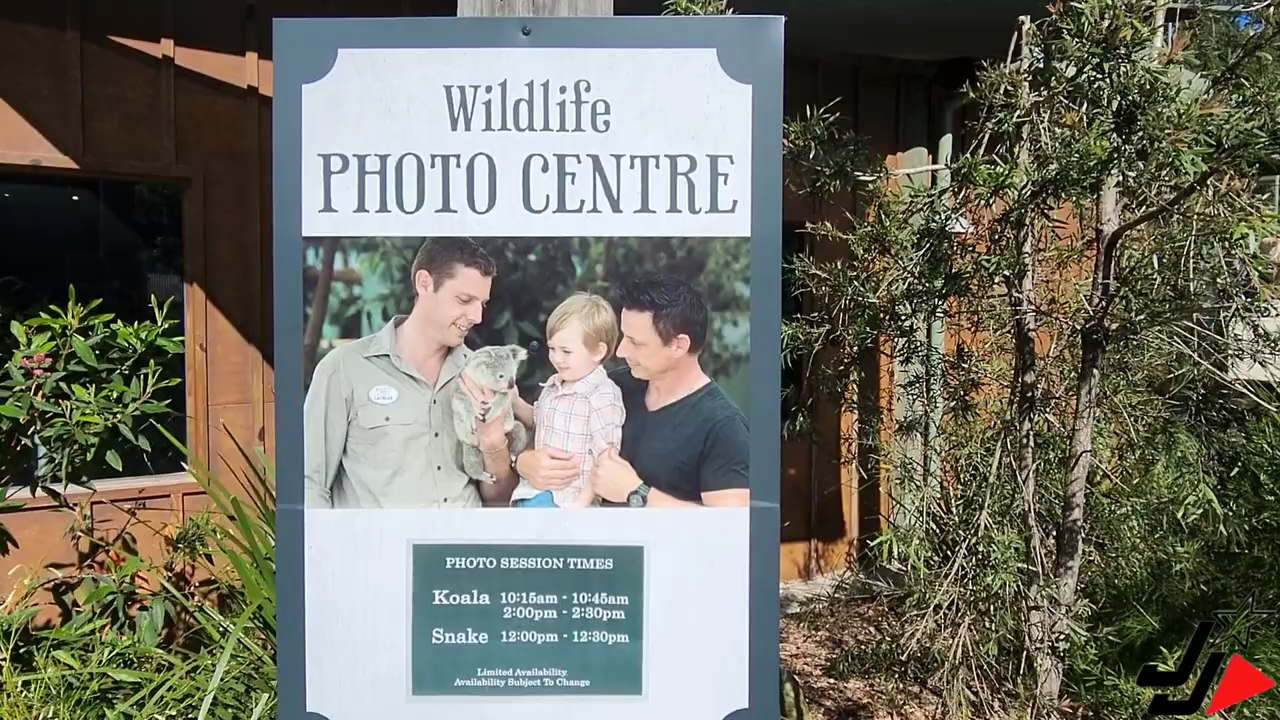 Wildlife
PHOTO CENTRE
PHOTO SESSION TIMES
Koala 10:15am - 10:45am
2:00pm - 2:30pm
Snake 12:00pm - 12:30pm
Limited Availability
Availability Subject To Change